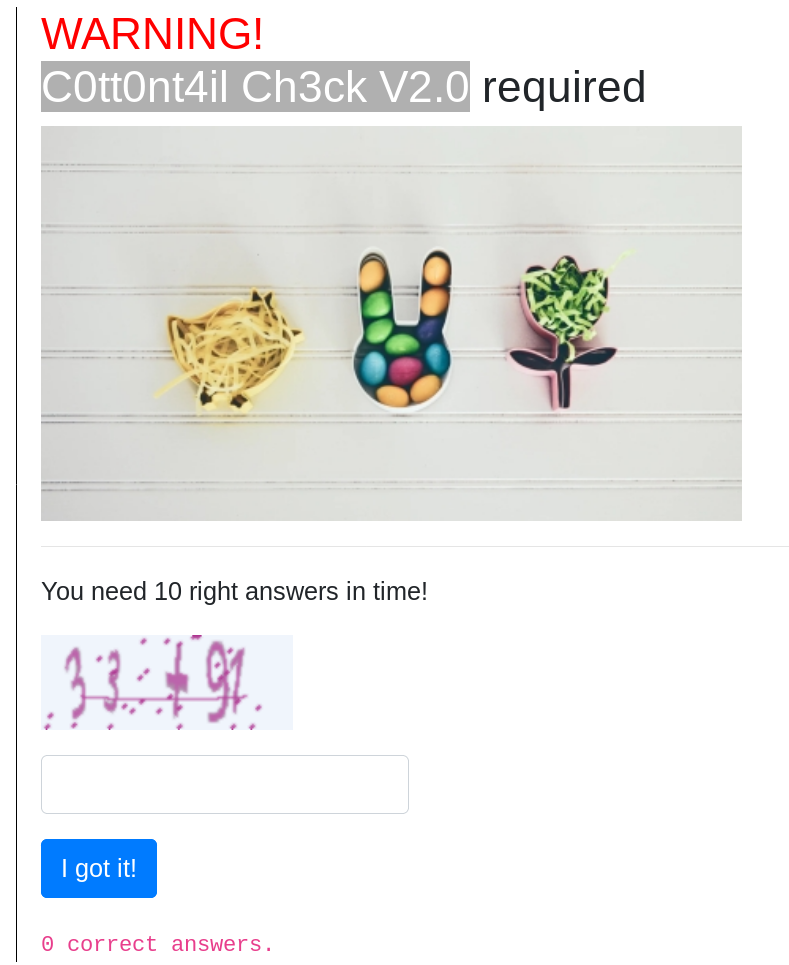 WARNING!
C0tt0nt4il Ch3ck V2.0 required
You need 10 right answers in time!
33 + 91
I got it!
0 correct answers.